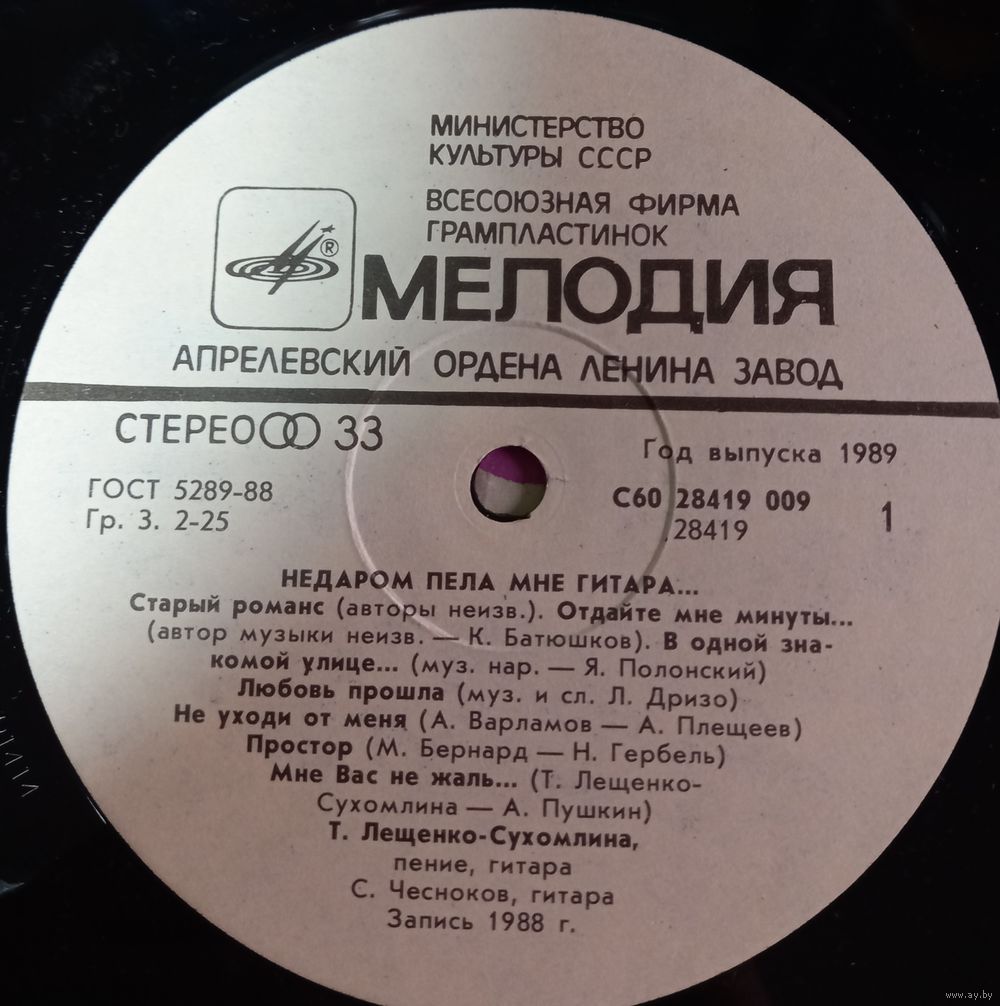 МИНИСТЕРСТВО
КУЛЬТУРЫ СССР
ВСЕСОЮЗНАЯ ФИРМА
ГРАМПЛАСТИНОК
®
МЕЛОДИЯ
АПРЕЛЕВСКИЙ ОРДЕНА ЛЕНИНА ЗАВОД
СТЕРЕО 33
Год выпуска 1989
ГОСТ 5289-88
Гр. 3. 2-25
С60 28419 009
28419
1
НЕДАРОМ ПЕЛА МНЕ ГИТАРА...
Старый романс (авторы неизв.). Отдайте мне минуты...
(автор музыки неизв. — К. Батюшков). В одной зна-
комой улице... (муз. нар. — Я. Полонский)
Любовь прошла (муз. и сл. Л. Дризо)
Не уходи от меня (А. Варламов — А. Плещеев)
Простор (М. Бернард — Н. Гербель)
Мне Вас не жаль... (Т. Лещенко-
Сухомлина — А. Пушкин)
Т. Лещенко-Сухомлина,
пение, гитара
С. Чесноков, гитара
Запись 1988 г.
www.ay.by